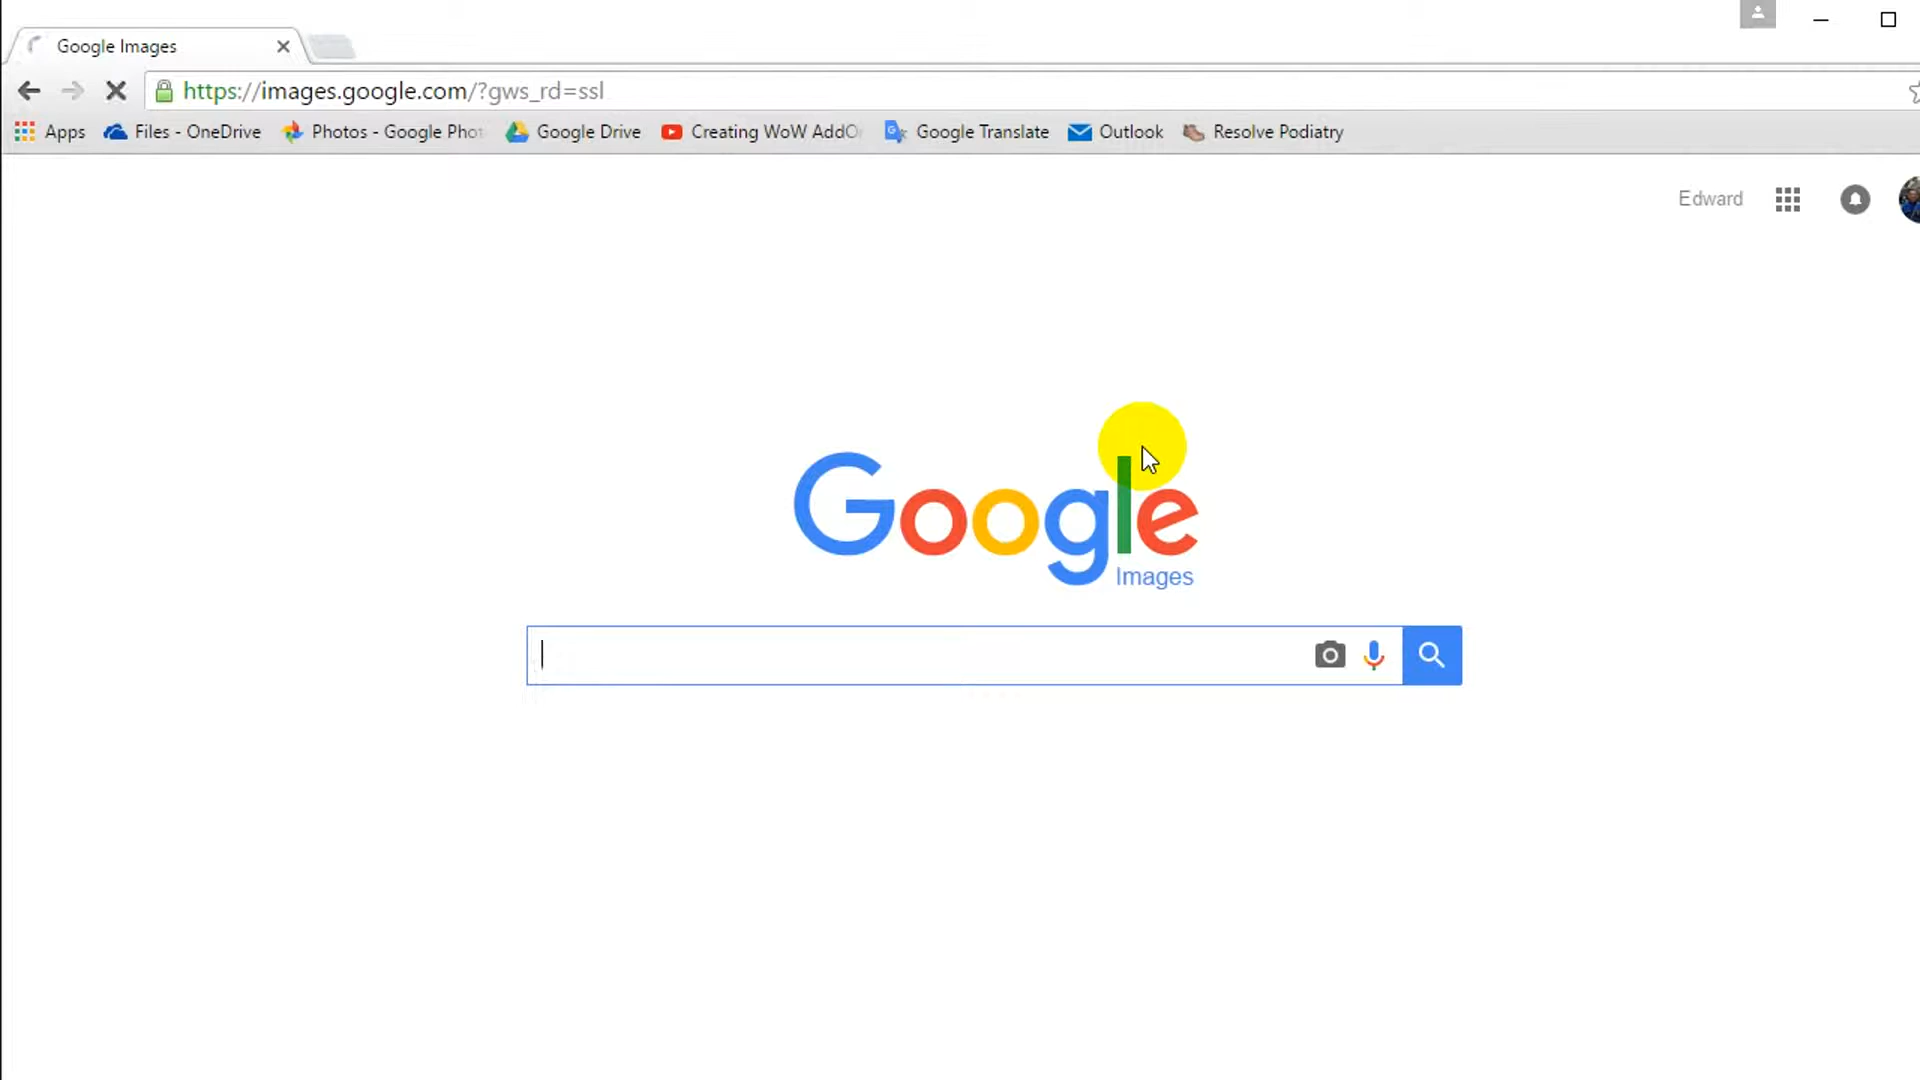 Google Images
https://images.google.com/?gws_rd=ssl
Apps Files - OneDrive Photos - Google Phot Google Drive Creating WoW AddO Google Translate Outlook Resolve Podiatry
Edward
Google
Images